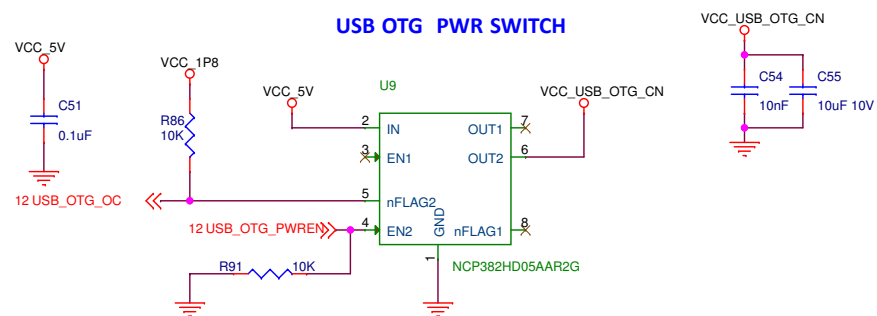 USB OTG PWR SWITCH
VCC_5V
C51
0.1uF
VCC_1P8
R86
10K
VCC_5V
U9
2
IN
3
EN1
5
nFLAG2
4
EN2
GND
1
OUT1
7
OUT2
6
nFLAG1
8
NCP382HD05AAR2G
12 USB_OTG_OC
12 USB_OTG_PWREN
R91
10K
VCC_USB_OTG_CN
VCC_USB_OTG_CN
C54
10nF
C55
10uF 10V